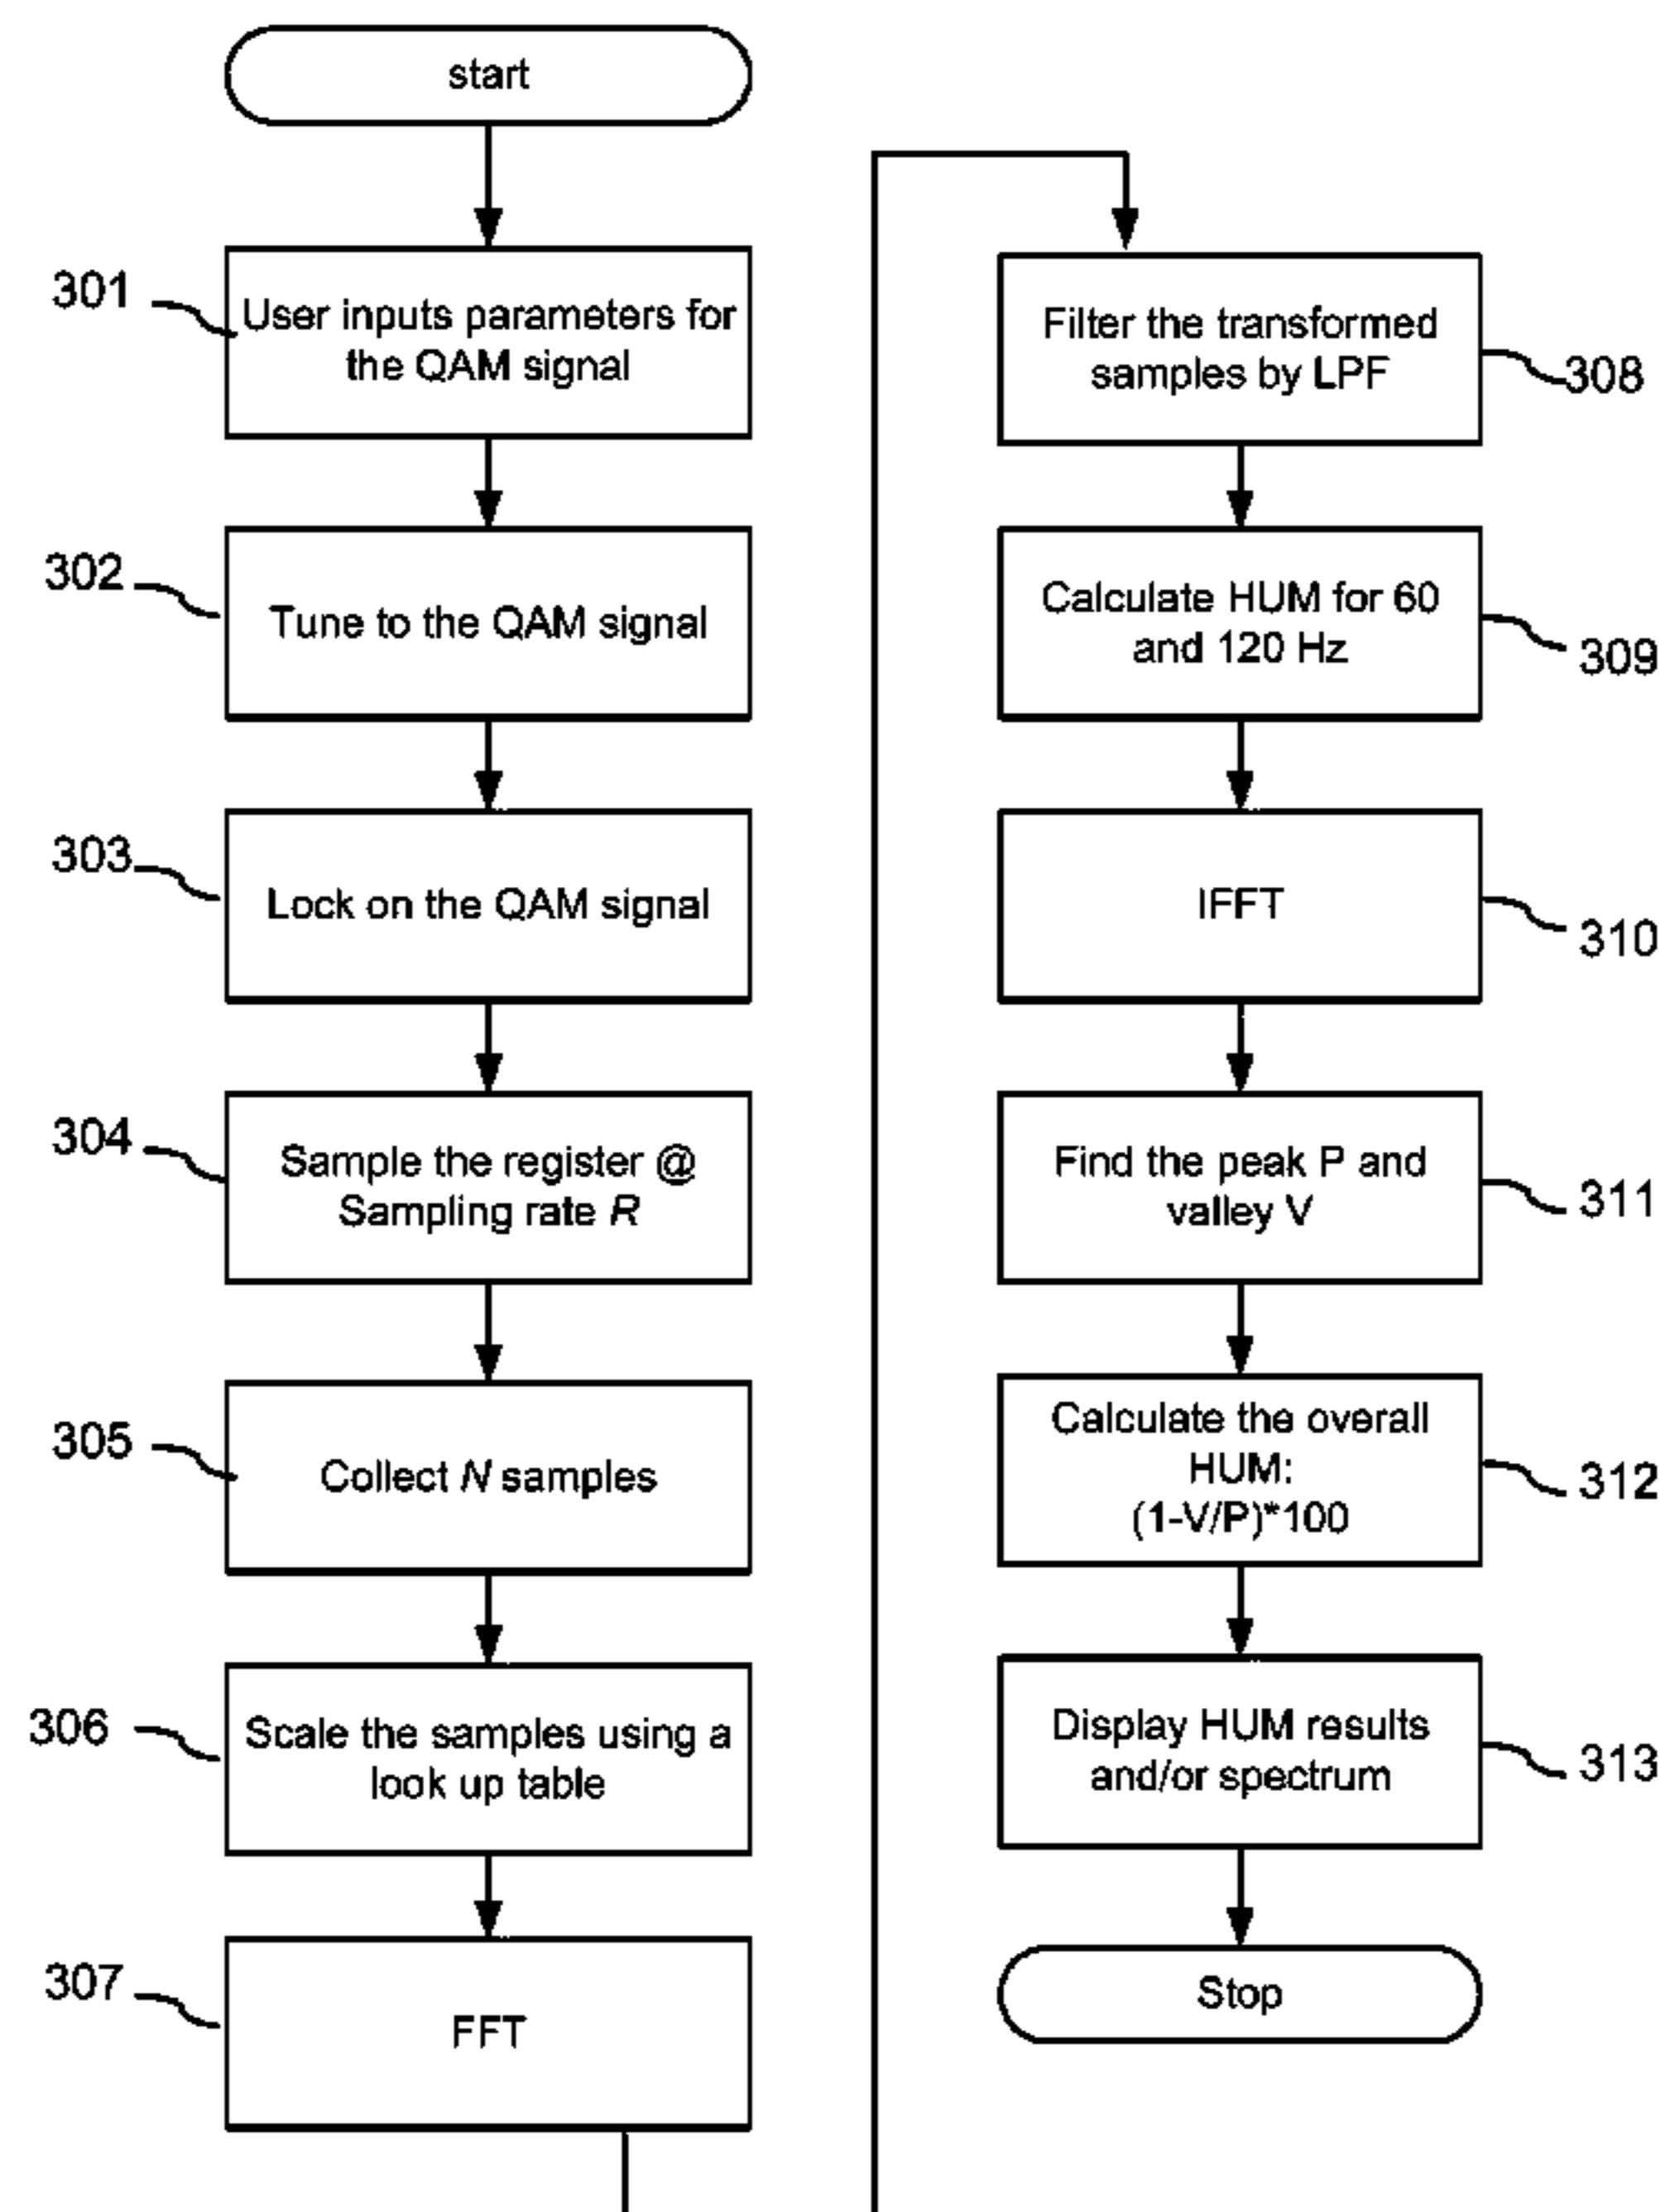 start
301
User inputs parameters for
the QAM signal
302
Tune to the QAM signal
303
Lock on the QAM signal
304
Sample the register @
Sampling rate R
305
Collect N samples
306
Scale the samples using a
look up table
307
FFT
Filter the transformed
samples by LPF
308
Calculate HUM for 60
and 120 Hz
309
IFFT
310
Find the peak P and
valley V
311
Calculate the overall
HUM:
(1-V/P)*100
312
Display HUM results
and/or spectrum
313
Stop